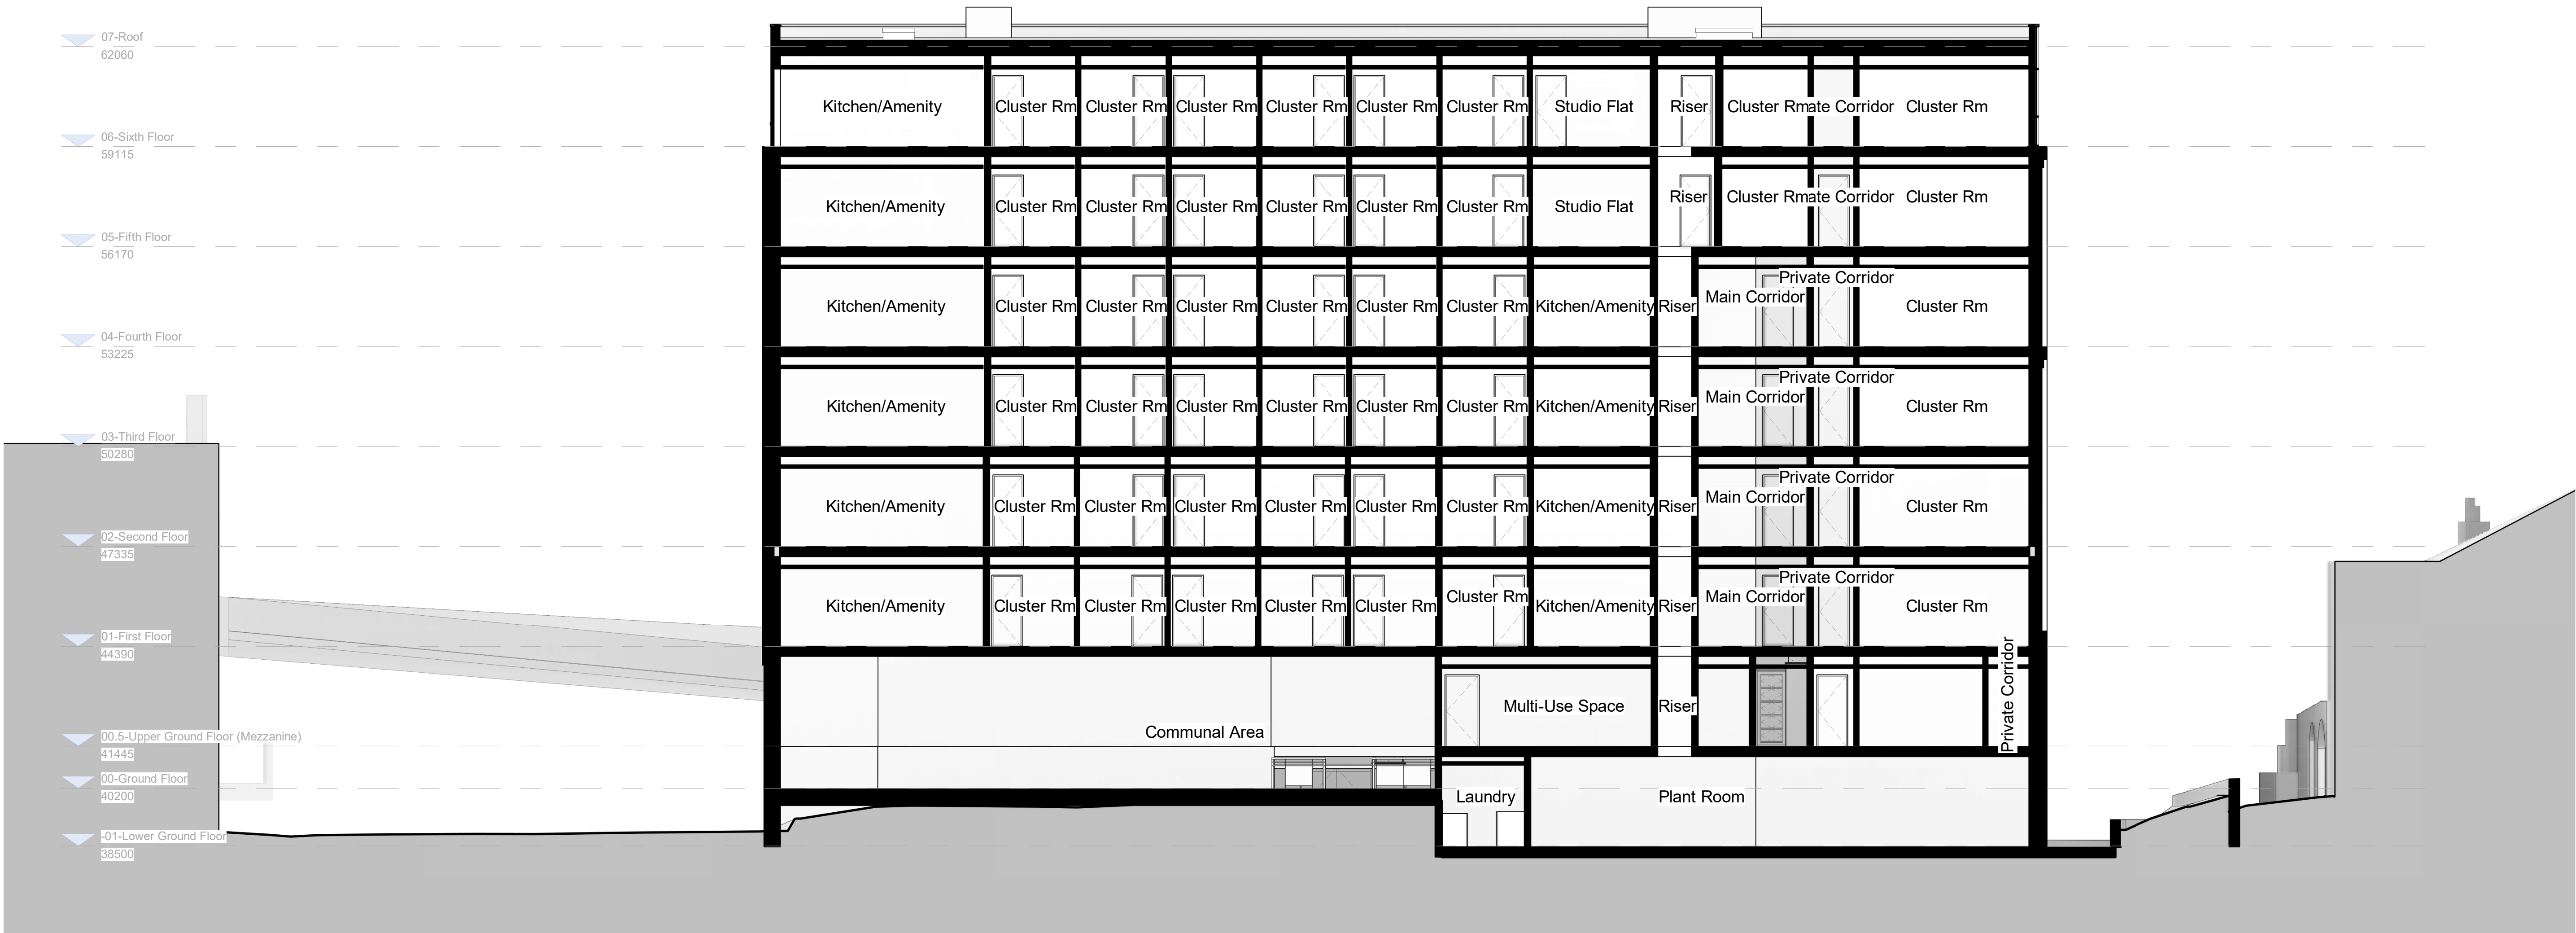 07-Roof
62060
Kitchen/Amenity Cluster Rm Cluster Rm Cluster Rm Cluster Rm Cluster Rm Cluster Rm Studio Flat Riser Cluster Rm ate Corridor Cluster Rm
06-Sixth Floor
59115
Kitchen/Amenity Cluster Rm Cluster Rm Cluster Rm Cluster Rm Cluster Rm Cluster Rm Studio Flat Riser Cluster Rm ate Corridor Cluster Rm
05-Fifth Floor
56170
Private Corridor
Main Corridor
Kitchen/Amenity Cluster Rm Cluster Rm Cluster Rm Cluster Rm Cluster Rm Cluster Rm Kitchen/Amenity Riser Cluster Rm
04-Fourth Floor
53225
Private Corridor
Main Corridor
Kitchen/Amenity Cluster Rm Cluster Rm Cluster Rm Cluster Rm Cluster Rm Cluster Rm Kitchen/Amenity Riser Cluster Rm
03-Third Floor
50280
Private Corridor
Main Corridor
Kitchen/Amenity Cluster Rm Cluster Rm Cluster Rm Cluster Rm Cluster Rm Cluster Rm Kitchen/Amenity Riser Cluster Rm
02-Second Floor
47335
Private Corridor
Main Corridor
Kitchen/Amenity Cluster Rm Cluster Rm Cluster Rm Cluster Rm Cluster Rm Cluster Rm Kitchen/Amenity Riser Cluster Rm
01-First Floor
44390
Private Corridor
Multi-Use Space Riser
Communal Area
00.5-Upper Ground Floor (Mezzanine)
41445
00-Ground Floor
40200
Laundry Plant Room
-01-Lower Ground Floor
38500